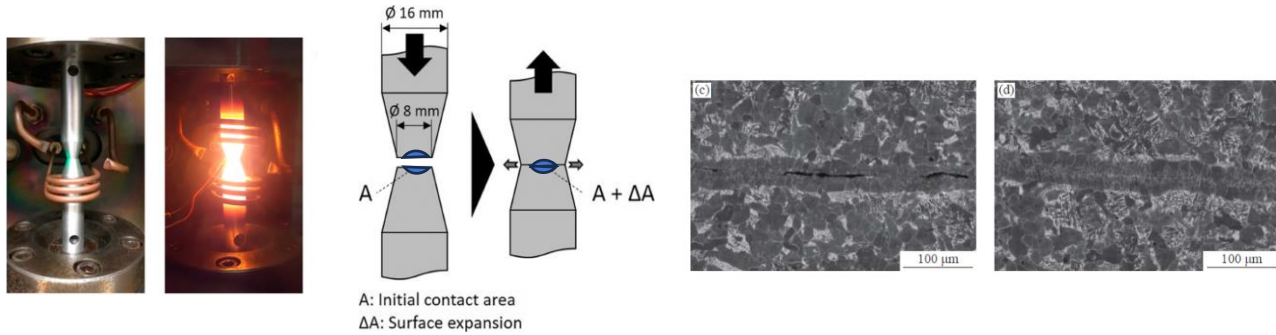 Ø 16 mm
Ø 8 mm
A
A + ΔA
A: Initial contact area
ΔA: Surface expansion
(c)
100 μm
(d)
100 μm